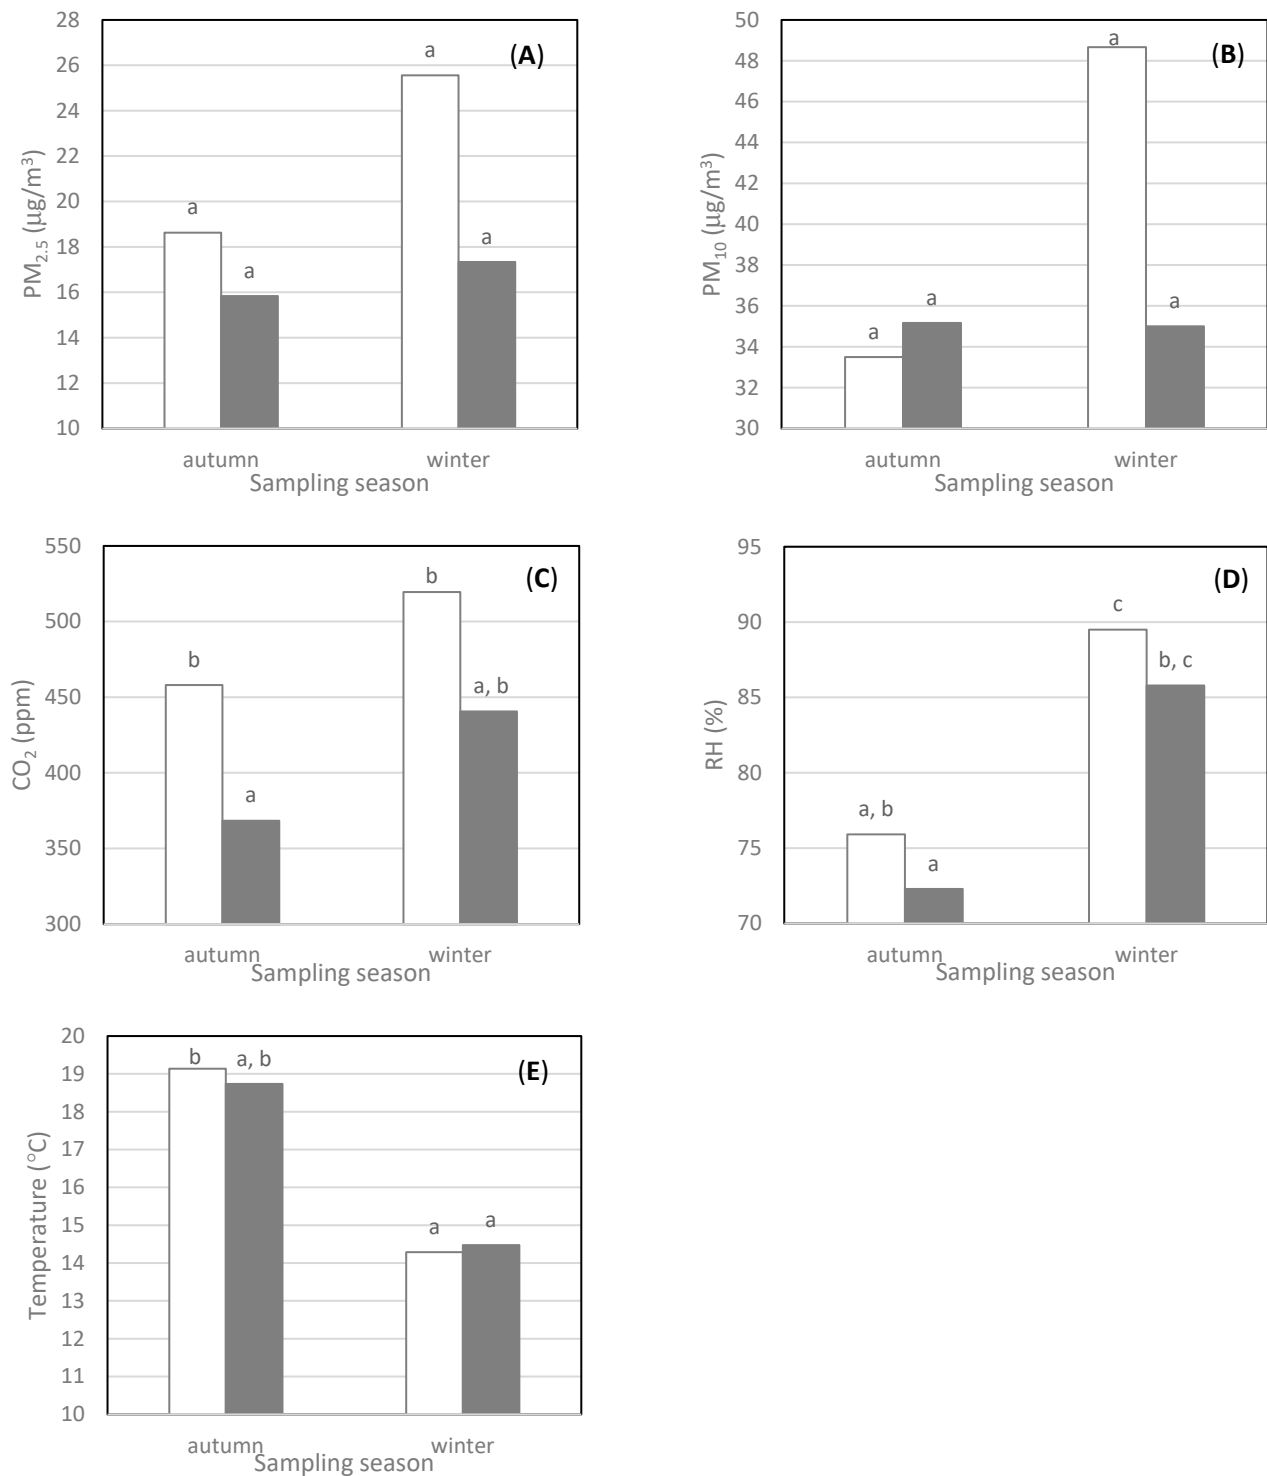 28
26
24
22
20
18
16
14
12
10
PM2.5 (μg/m3)
a
a
a
a
(A)
autumn
winter
Sampling season
50
48
46
44
42
40
38
36
34
32
30
PM10 (μg/m3)
a
a
a
a
(B)
autumn
winter
Sampling season
550
500
450
400
350
300
CO2 (ppm)
b
a
b
a, b
(C)
autumn
winter
Sampling season
95
90
85
80
75
70
RH (%)
a, b
a
c
b, c
(D)
autumn
winter
Sampling season
20
19
18
17
16
15
14
13
12
11
10
Temperature (°C)
b
a, b
a
a
(E)
autumn
winter
Sampling season